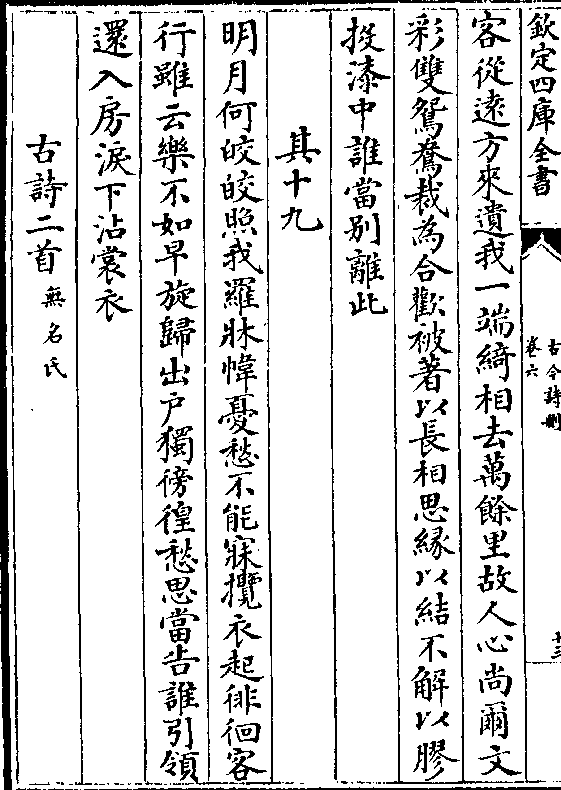 欽定四庫全書
古今詩刪
卷六
十三
客從遠方來遺我一端綺相去萬餘里故人心尚爾文
彩雙鴛鴦裁為合歡被著以長相思緣以結不解以膠
投漆中誰當別離此
其十九
明月何皎皎照我羅牀幃憂愁不能寐攬衣起徘徊客
行雖云樂不如早旋歸出户獨徬徨愁思當告誰引領
還入房淚下沾裳衣
古詩二首 無名氏